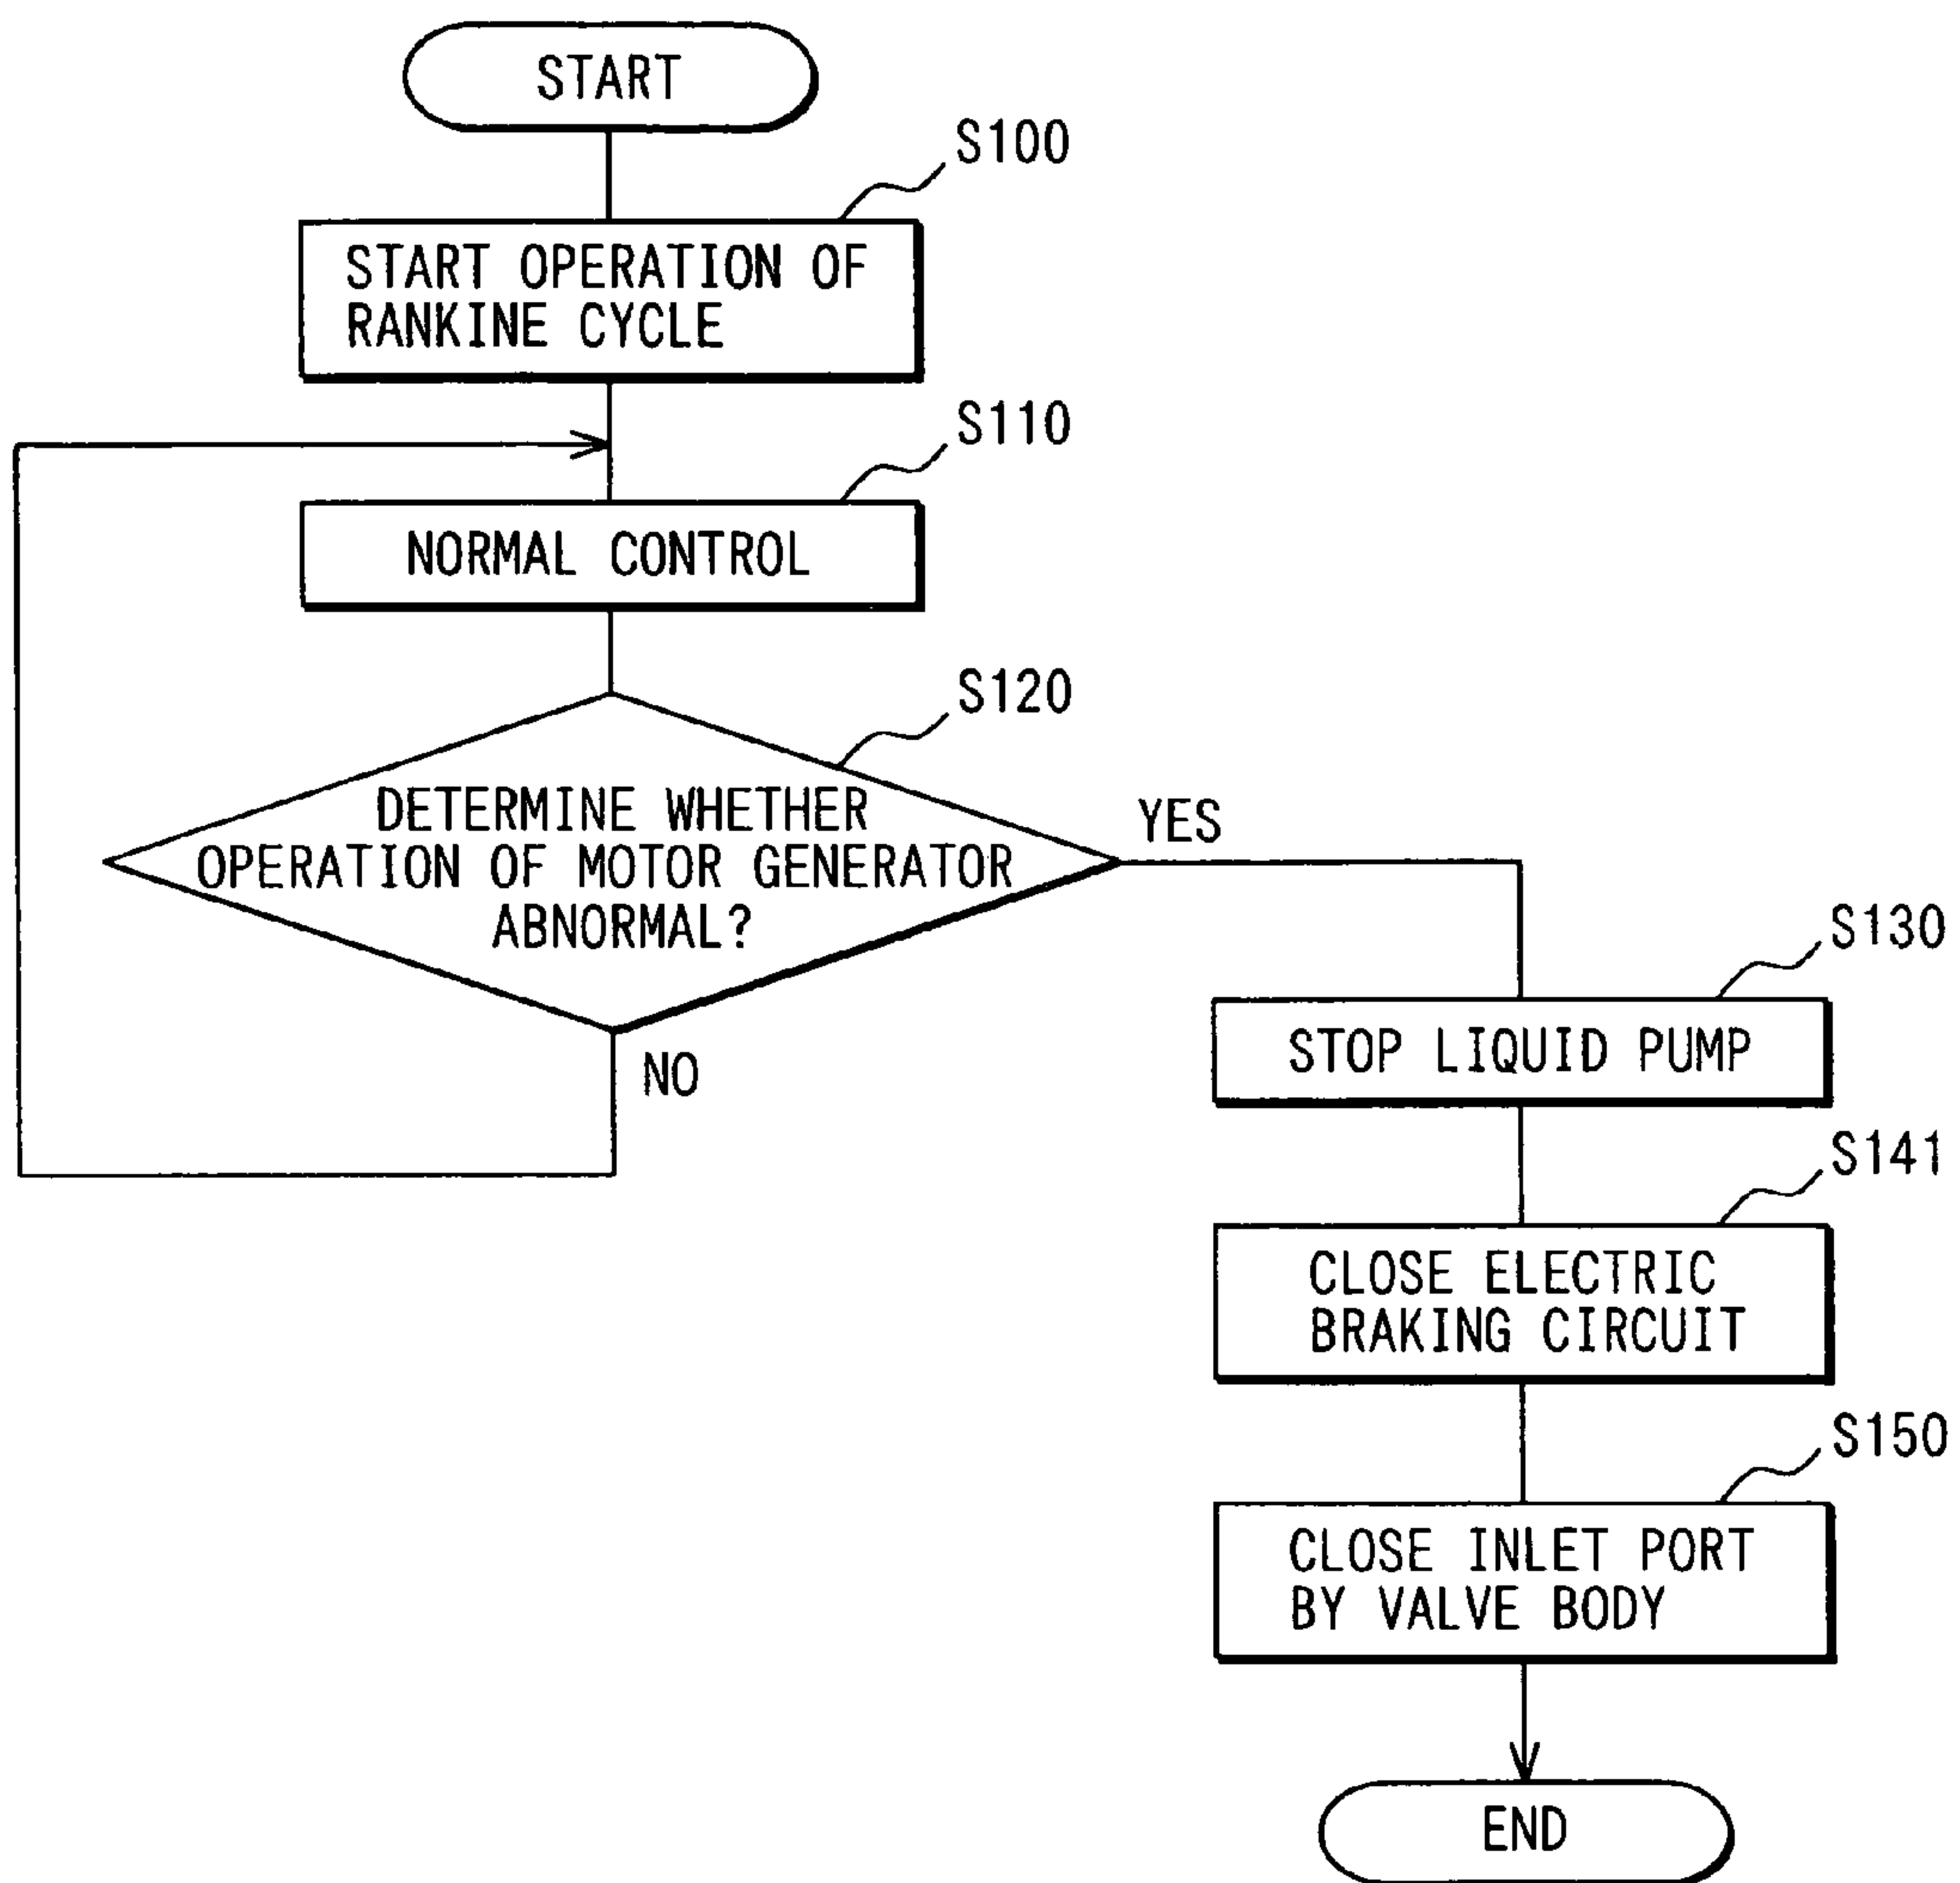 START
S100
START OPERATION OF
RANKINE CYCLE
S110
NORMAL CONTROL
S120
DETERMINE WHETHER
OPERATION OF MOTOR GENERATOR
ABNORMAL?
YES
NO
S130
STOP LIQUID PUMP
S141
CLOSE ELECTRIC
BRAKING CIRCUIT
S150
CLOSE INLET PORT
BY VALVE BODY
END